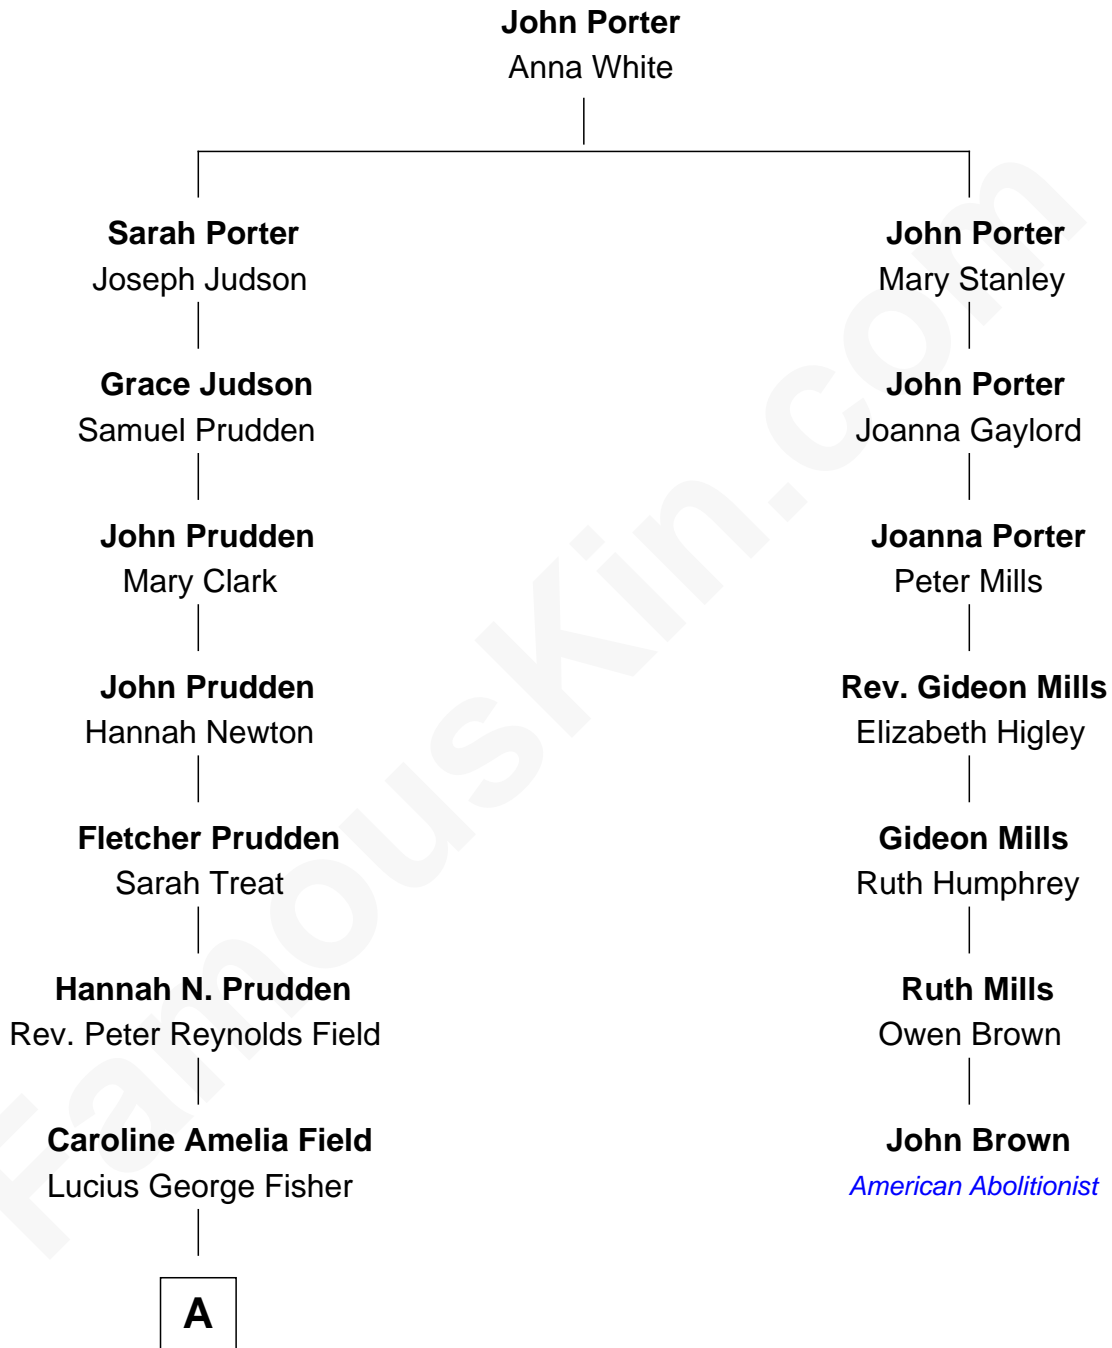 John Porter
Anna White
Sarah Porter
Joseph Judson
John Porter
Mary Stanley
Grace Judson
Samuel Prudden
John Porter
Joanna Gaylord
John Prudden
Mary Clark
Joanna Porter
Peter Mills
John Prudden
Hannah Newton
Rev. Gideon Mills
Elizabeth Higley
Fletcher Prudden
Sarah Treat
Gideon Mills
Ruth Humphrey
Hannah N. Prudden
Rev. Peter Reynolds Field
Ruth Mills
Owen Brown
Caroline Amelia Field
Lucius George Fisher
John Brown
American Abolitionist
A
FamousKin.com